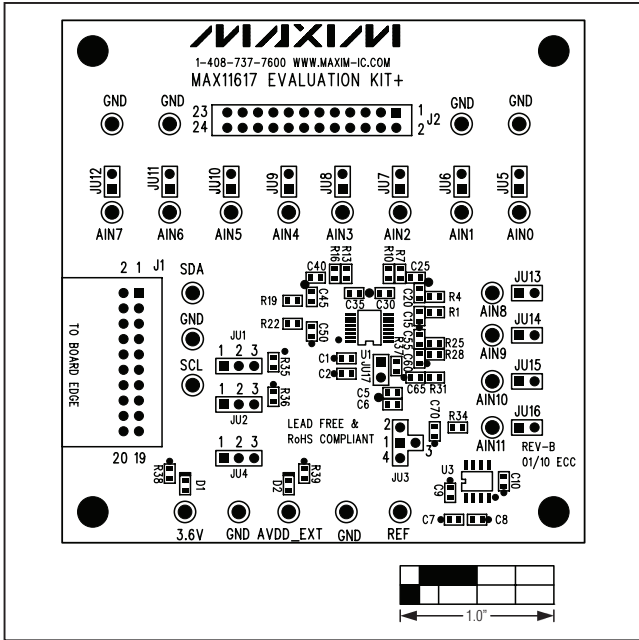 MAXIM
1-408-737-7600 WWW.MAXIM-IC.COM
MAX11617 EVALUATION KIT+
GND GND GND GND
23 1
24 2
J2
JU12 JU11 JU10 JU9 JU8 JU7 JU6 JU5
AIN7 AIN6 AIN5 AIN4 AIN3 AIN2 AIN1 AIN0
2 1 J1
SDA
GND
SCL
TO BOARD EDGE
20 19
R16 R13 R10 R7
C40 C25
R19 C45 C35 C30 C20 R4
R22 C50 C15 R1
C55 R25
C60 R28
C1 U1 R37
C2 JU17
C65 R31
C5
C6
AIN8 JU13
AIN9 JU14
AIN10 JU15
AIN11 JU16
JU1
1 2 3
R35
1 2 3
R36
JU2
1 2 3
JU4
LEAD FREE &
RoHS COMPLIANT
2
1 3
4
JU3
C70 R34
REV-B
01/10 ECC
U3
C9 C10
C7 C8
R38 D1 D2 R39
3.6V GND AVDD_EXT GND REF
1.0"